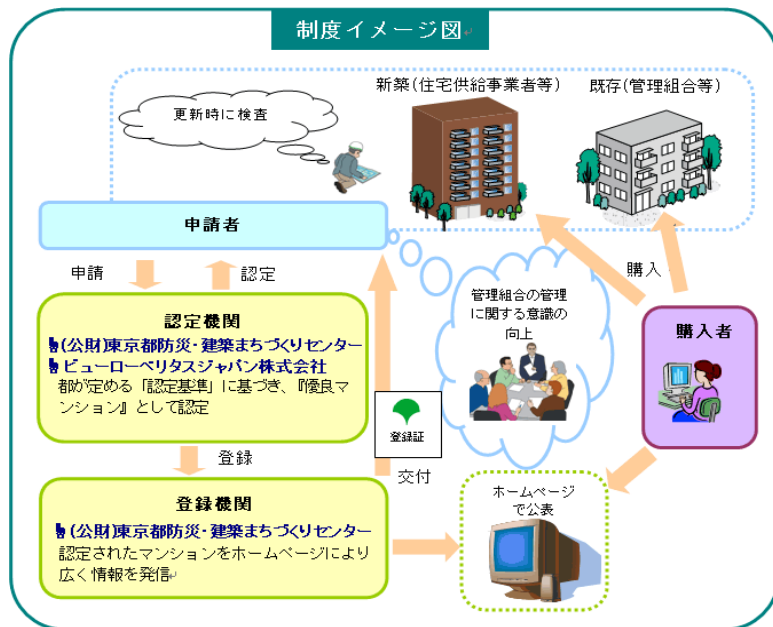 制度イメージ図
新築(住宅供給事業者等)
既存(管理組合等)
更新時に検査
申請者
申請
認定
購入
管理組合の管理
に関する意識の
向上
認定機関
(公財)東京都防災・建築まちづくりセンター
ビューローベリタスジャパン株式会社
都が定める「認定基準」に基づき、『優良マ
ンション』として認定
購入者
登録証
登録
交付
登録機関
(公財)東京都防災・建築まちづくりセンター
認定されたマンションをホームページにより
広く情報を発信
ホームページ
で公表